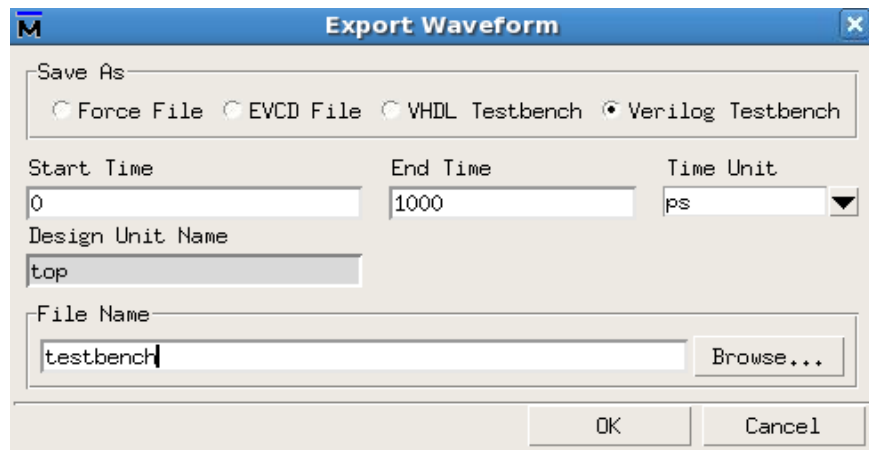 M Export Waveform
Save As
Force File EVCD File VHDL Testbench Verilog Testbench
Start Time End Time Time Unit
0 1000 ps
Design Unit Name
top
File Name
testbench Browse...
OK Cancel